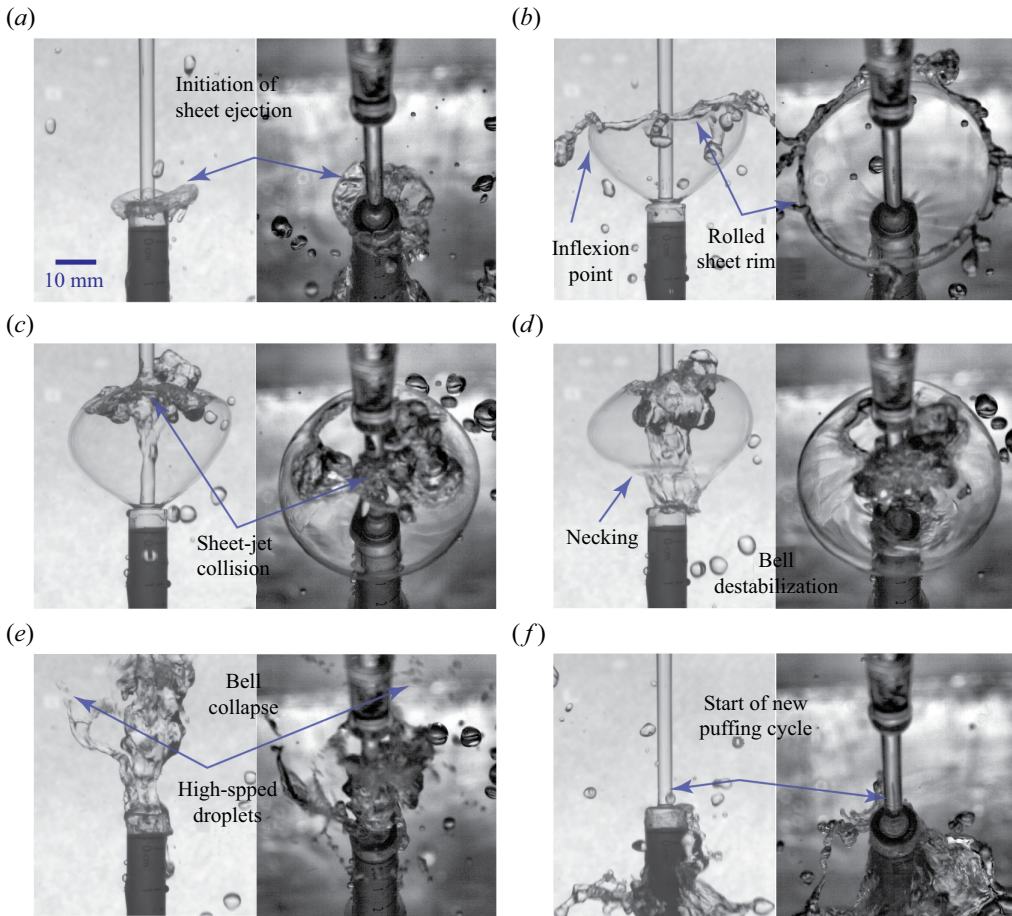 (a)
Initiation of
sheet ejection
10 mm
(b)
Inflexion
point
Rolled
sheet rim
(c)
Sheet-jet
collision
(d)
Necking
Bell
destabilization
(e)
Bell
collapse
High-spped
droplets
(f)
Start of new
puffing cycle